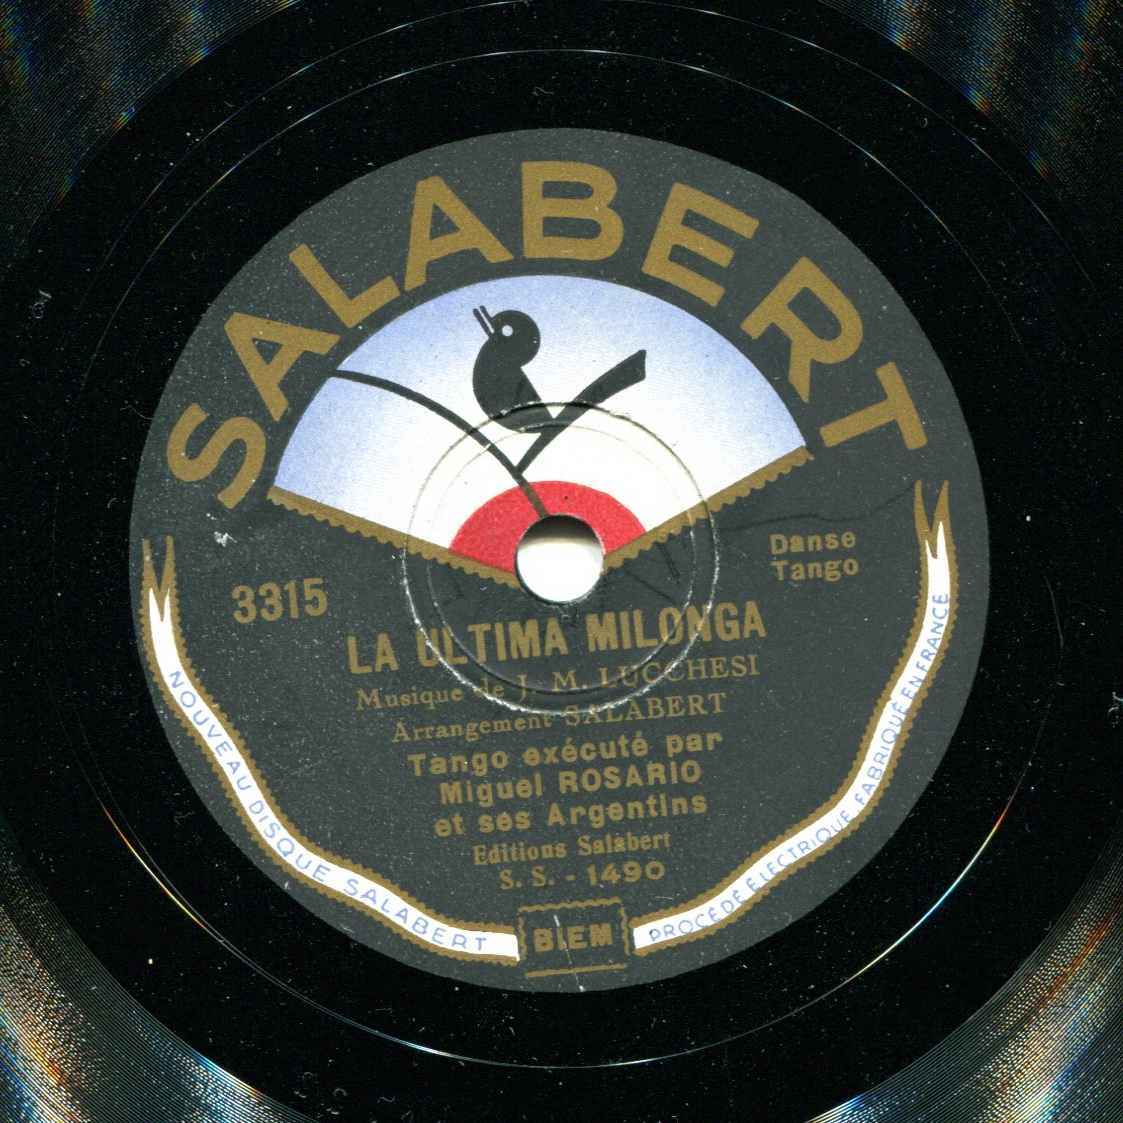 SALABERT
Danse
Tango
3315
LA ULTIMA MILONGA
Musique de J. M. LUCCHESI
Arrangement SALABERT
Tango exécuté par
Miguel ROSARIO
et ses Argentins
Editions Salabert
S. S. - 1490
BIEM
NOUVEAU DISQUE SALABERT
PROCÉDÉ ELECTRIQUE FABRIQUÉ EN FRANCE